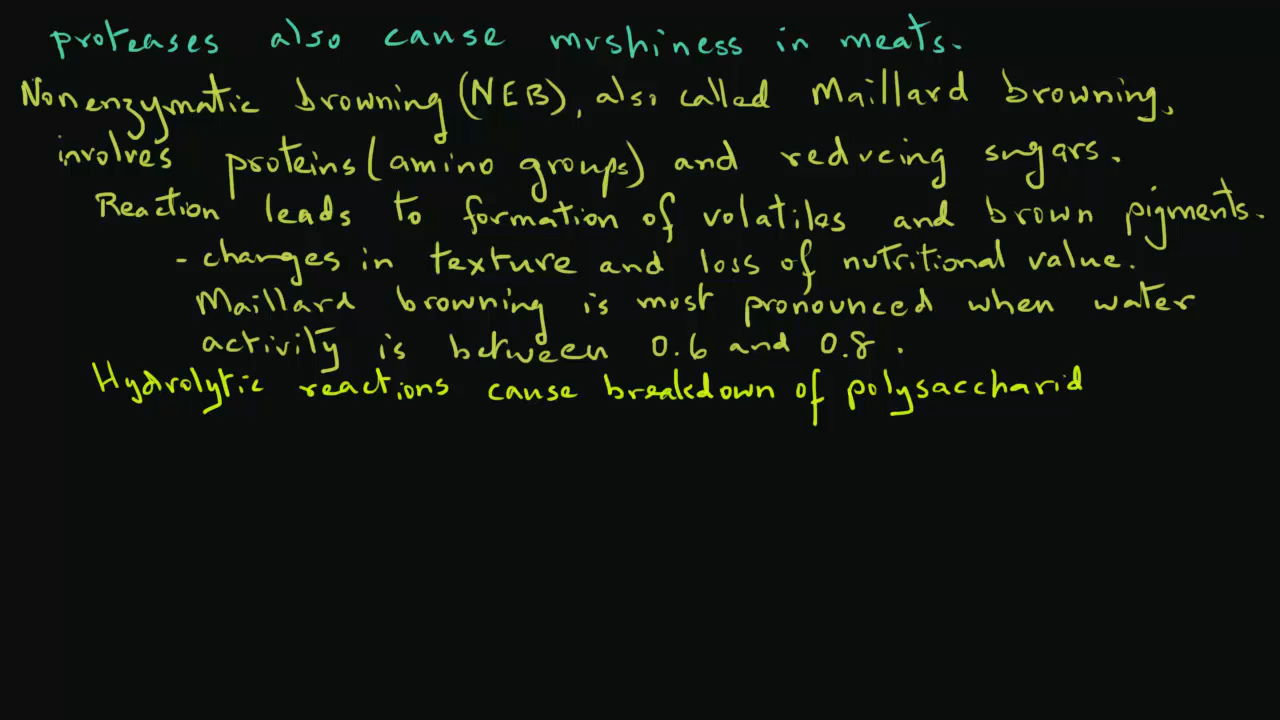 proteases also cause mushiness in meats.
Nonenzymatic browning (NEB), also called Maillard browning,
involves proteins (amino groups) and reducing sugars.
Reaction leads to formation of volatiles and brown pigments.
- changes in texture and loss of nutritional value.
Maillard browning is most pronounced when water
activity is between 0.6 and 0.8.
Hydrolytic reactions cause breakdown of polysaccharid